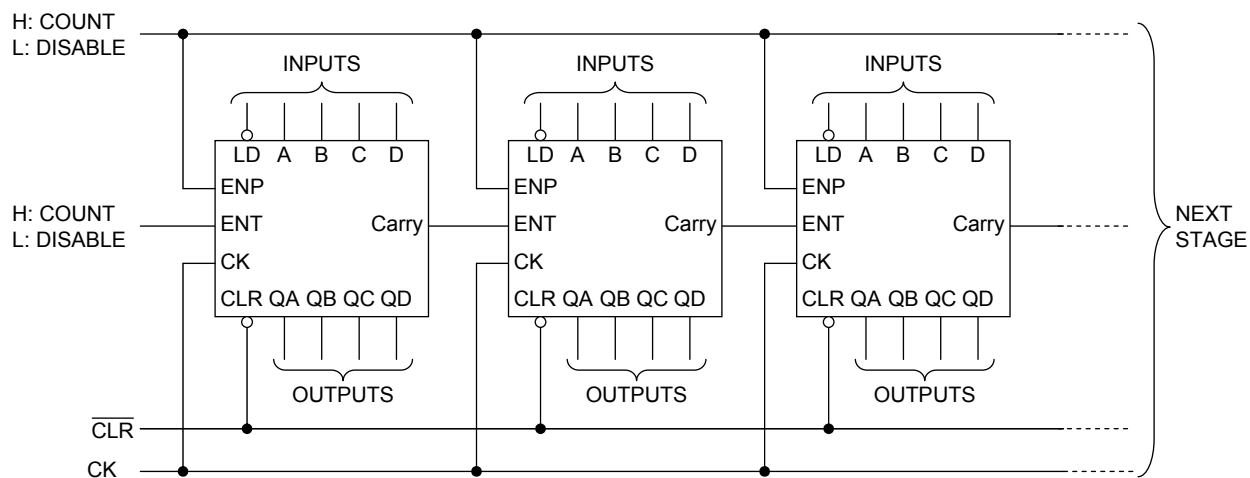 H: COUNT
L: DISABLE
INPUTS
INPUTS
INPUTS
LD A B C D
LD A B C D
LD A B C D
ENP
ENP
ENP
H: COUNT
L: DISABLE
ENT Carry
ENT Carry
ENT Carry
NEXT
STAGE
CK
CK
CK
CLR QA QB QC QD
CLR QA QB QC QD
CLR QA QB QC QD
OUTPUTS
OUTPUTS
OUTPUTS
CLR
CK